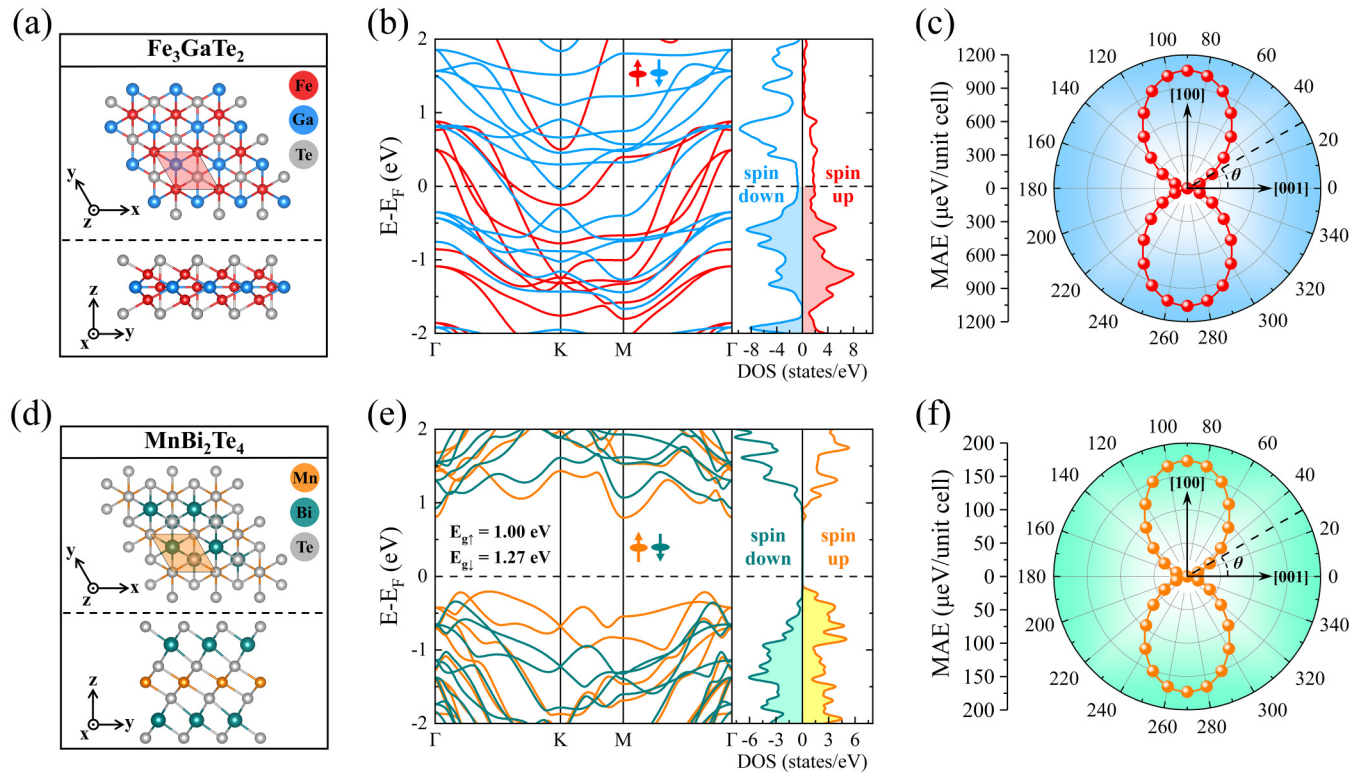 (a)
Fe₃GaTe₂
Fe
Ga
Te
y
z
x
z
x
y
(b)
2
1
0
-1
-2
E-E_F (eV)
Γ
K
M
Γ
spin down
spin up
-8
-4
0
4
8
DOS (states/eV)
(c)
1200
900
600
300
0
300
600
900
1200
MAE (μeV/unit cell)
100
80
120
60
140
40
160
20
180
0
200
340
220
320
240
300
260
280
[100]
[001]
θ
(d)
MnBi₂Te₄
Mn
Bi
Te
y
z
x
z
x
y
(e)
2
1
0
-1
-2
E-E_F (eV)
E_g↑ = 1.00 eV
E_g↓ = 1.27 eV
Γ
K
M
Γ
spin down
spin up
-6
-3
0
3
6
DOS (states/eV)
(f)
200
150
100
50
0
50
100
150
200
MAE (μeV/unit cell)
100
80
120
60
140
40
160
20
180
0
200
340
220
320
240
300
260
280
[100]
[001]
θ